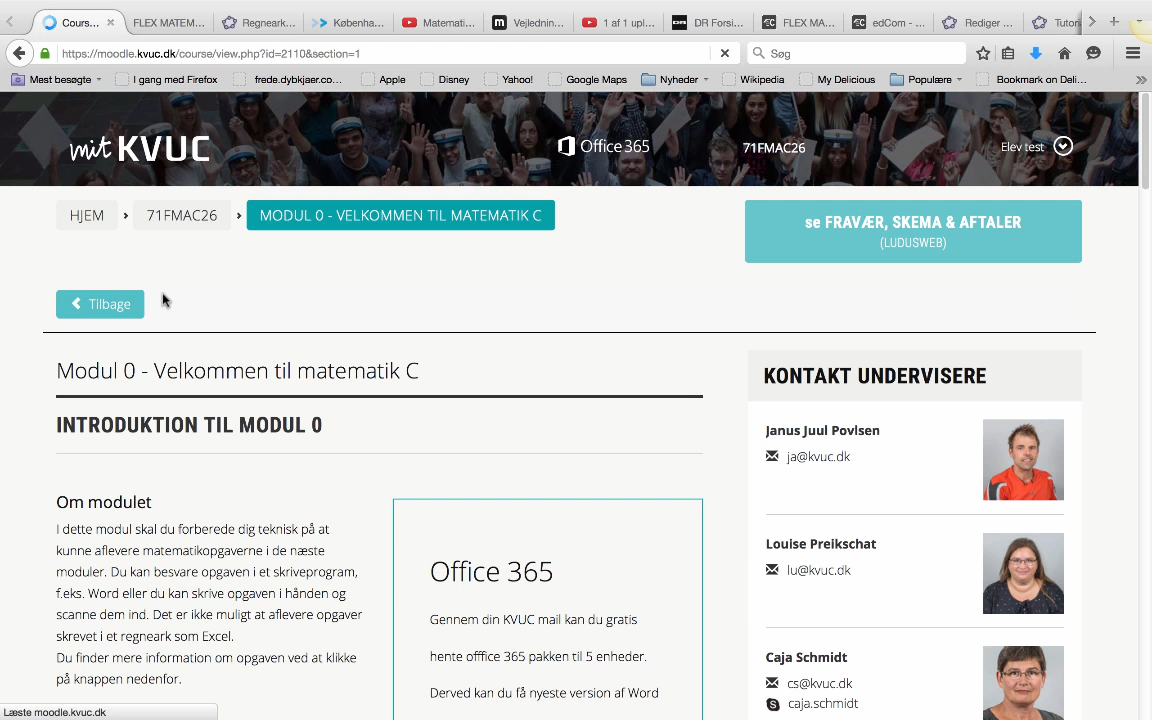 Cours...
FLEX MATEM...
Regneark...
Københa...
Matemati...
Vejlednin...
1 af 1 upl...
DR Forsi...
FLEX MA...
edCom - ...
Rediger ...
Tutori
https://moodle.kvuc.dk/course/view.php?id=2110&section=1
Søg
Mest besøgte
I gang med Firefox
frede.dybkjaer.co...
Apple
Disney
Yahoo!
Google Maps
Nyheder
Wikipedia
My Delicious
Populære
Bookmark on Deli...
mit KVUC
Office 365
71FMAC26
Elev test
HJEM
71FMAC26
MODUL 0 - VELKOMMEN TIL MATEMATIK C
se FRAVÆR, SKEMA & AFTALER
(LUDUSWEB)
Tilbage
Modul 0 - Velkommen til matematik C
INTRODUKTION TIL MODUL 0
Om modulet
I dette modul skal du forberede dig teknisk på at
kunne aflevere matematikopgaverne i de næste
moduler. Du kan besvare opgaven i et skriveprogram,
f.eks. Word eller du kan skrive opgaven i hånden og
scanne dem ind. Det er ikke muligt at aflevere opgaver
skrevet i et regneark som Excel.
Du finder mere information om opgaven ved at klikke
på knappen nedenfor.
Office 365
Gennem din KVUC mail kan du gratis
hente offfice 365 pakken til 5 enheder.
Derved kan du få nyeste version af Word
KONTAKT UNDERVISERE
Janus Juul Povlsen
ja@kvuc.dk
Louise Preikschat
lu@kvuc.dk
Caja Schmidt
cs@kvuc.dk
caja.schmidt
Læste moodle.kvuc.dk